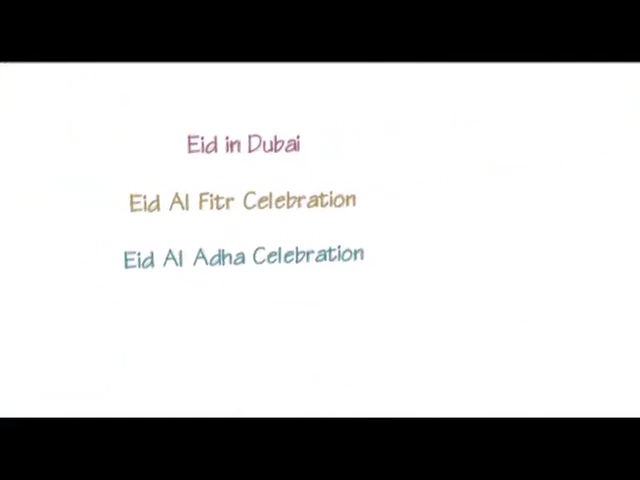 Eid in Dubai
Eid Al Fitr Celebration
Eid Al Adha Celebration